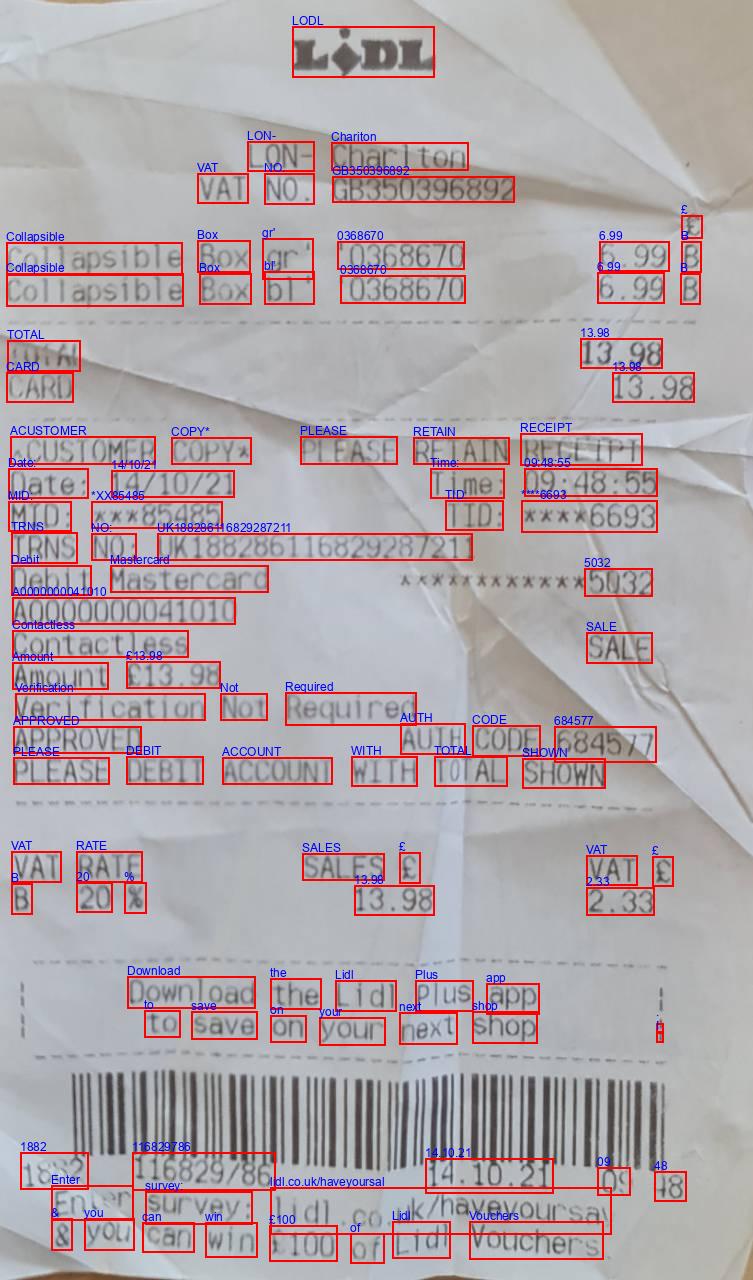 LIDL
LON- Charlton
VAT NO. GB350396892
£
Collapsible Box gr' '0368670 6.99 B
Collapsible Box bl' '0368670 6.99 B
TOTAL 13.98
CARD 13.98
*CUSTOMER COPY* PLEASE RETAIN RECEIPT
Date: 14/10/21 Time: 09:48:55
MID: ***85485 TID: ****6693
TRNS NO: UK188286116829287211
Debit Mastercard ************5032
A0000000041010
Contactless SALE
Amount £13.98
Verification Not Required
APPROVED AUTH CODE 684577
PLEASE DEBIT ACCOUNT WITH TOTAL SHOWN
VAT RATE SALES £ VAT £
B 20 % 13.98 2.33
Download the Lidl Plus app
to save on your next shop
1882 116829/86 14.10.21 09 48
Enter survey: lidl.co.uk/haveyoursay
& you can win £100 of Lidl Vouchers.